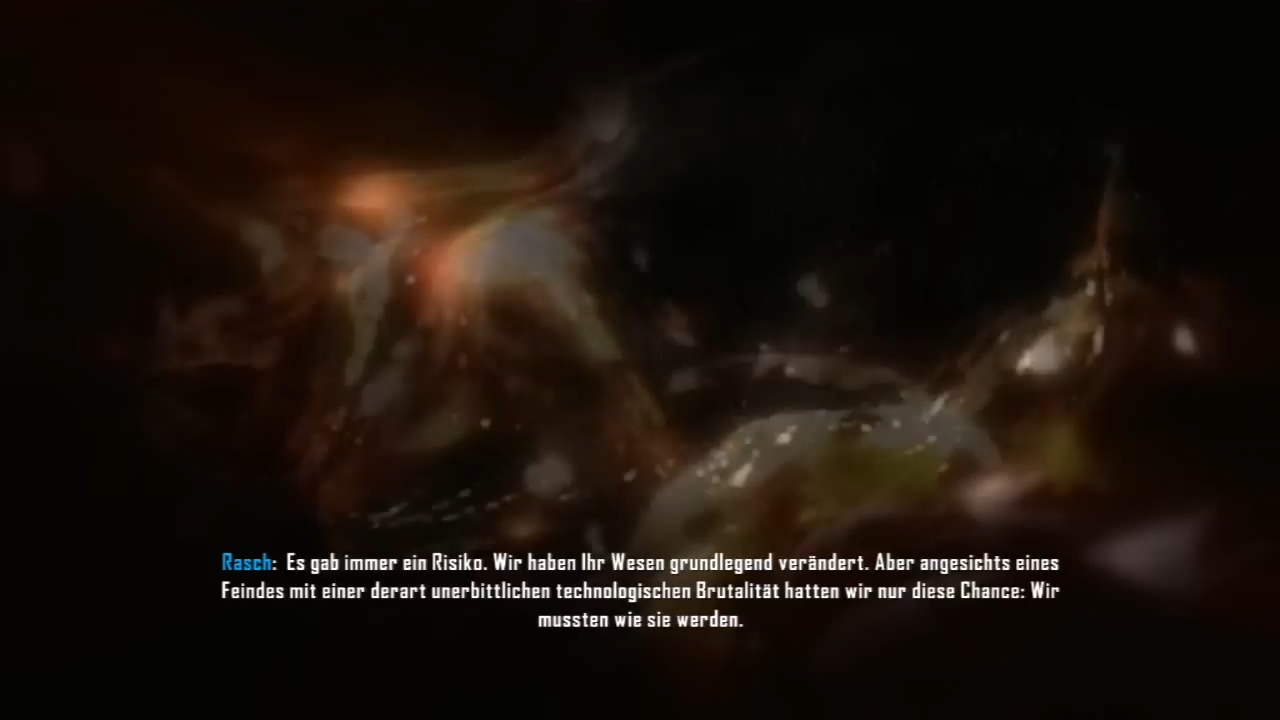 Rasch: Es gab immer ein Risiko. Wir haben Ihr Wesen grundlegend verändert. Aber angesichts eines
Feindes mit einer derart unerbittlichen technologischen Brutalität hatten wir nur diese Chance: Wir
mussten wie sie werden.